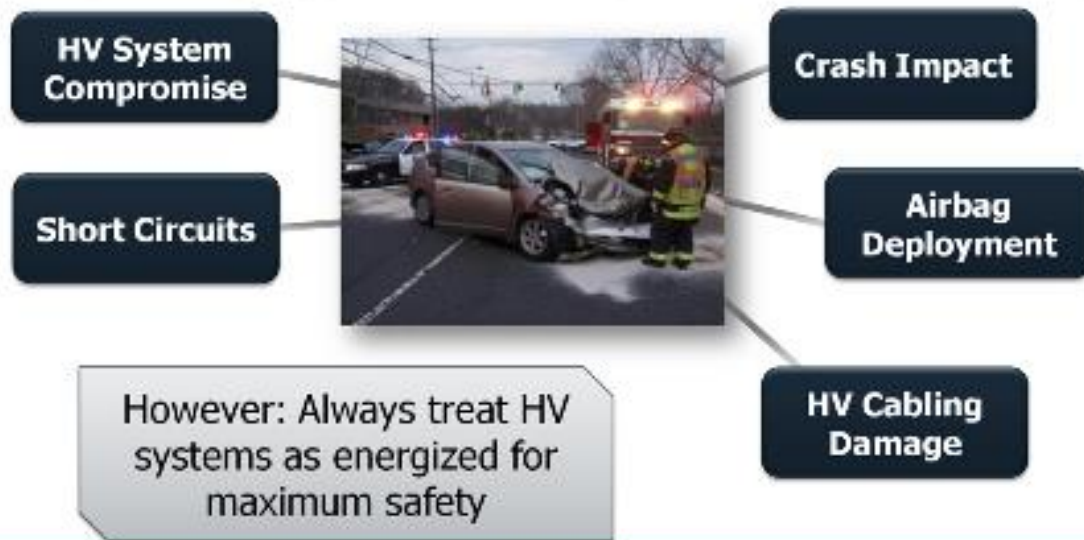 HV System
Compromise
Crash Impact
Short Circuits
Airbag
Deployment
HV Cabling
Damage
However: Always treat HV
systems as energized for
maximum safety